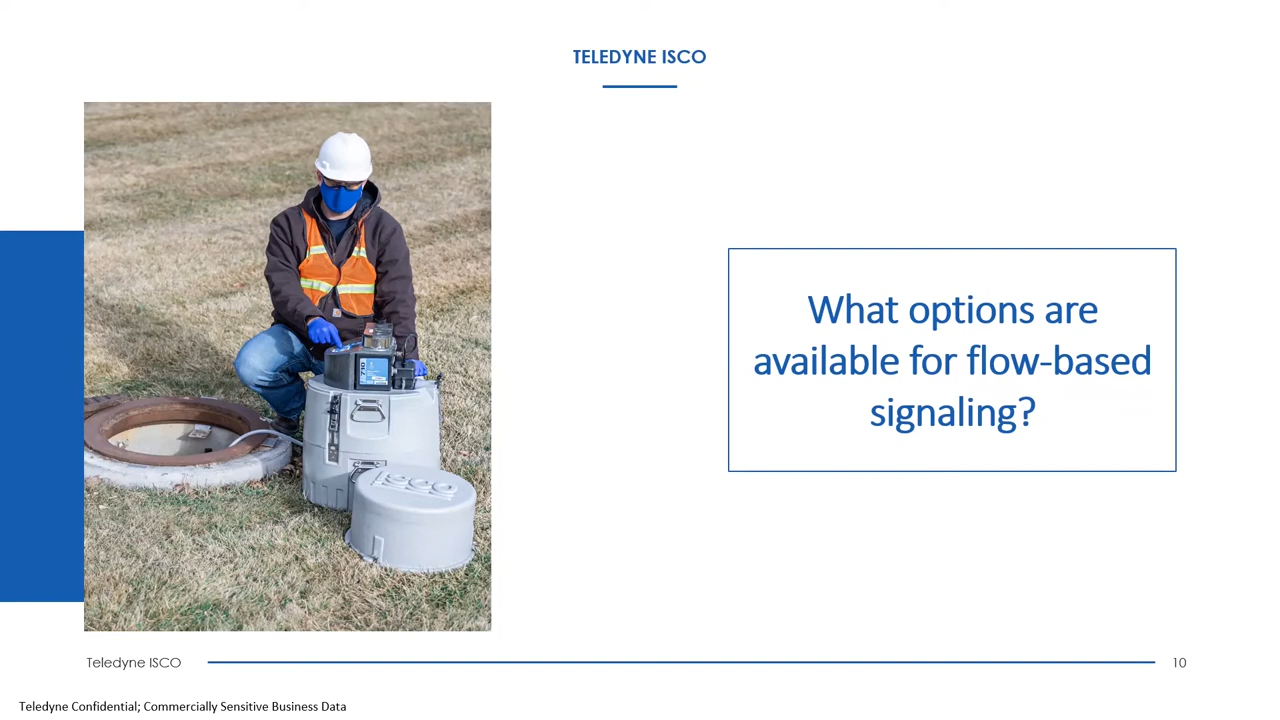 TELEDYNE ISCO
What options are
available for flow-based
signaling?
ISCO
Teledyne ISCO
10
Teledyne Confidential; Commercially Sensitive Business Data